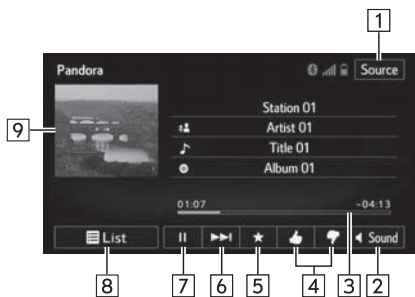 1
Pandora
Source
9
Station 01
Artist 01
Title 01
Album 01
01:07 -04:13
List
Sound
8
7
6
5
4
3
2